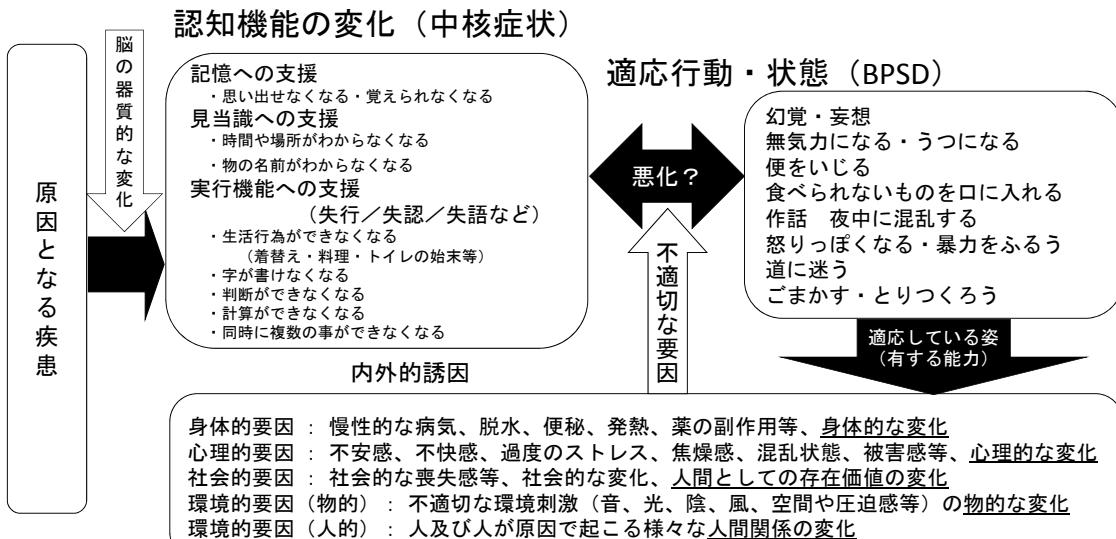 原因となる疾患
脳の器質的な変化
認知機能の変化（中核症状）
記憶への支援
・思い出せなくなる・覚えられなくなる
見当識への支援
・時間や場所がわからなくなる
・物の名前がわからなくなる
実行機能への支援
（失行／失認／失語など）
・生活行為ができなくなる
（着替え・料理・トイレの始末等）
・字が書けなくなる
・判断ができなくなる
・計算ができなくなる
・同時に複数の事ができなくなる
悪化？
不適切な要因
適応行動・状態（BPSD）
幻覚・妄想
無気力になる・うつになる
便をいじる
食べられないものを口に入れる
作話　夜中に混乱する
怒りっぽくなる・暴力をふるう
道に迷う
ごまかす・とりつくろう
適応している姿
（有する能力）
内外的誘因
身体的要因 ： 慢性的な病気、脱水、便秘、発熱、薬の副作用等、身体的な変化
心理的要因 ： 不安感、不快感、過度のストレス、焦燥感、混乱状態、被害感等、心理的な変化
社会的要因 ： 社会的な喪失感等、社会的な変化、人間としての存在価値の変化
環境的要因（物的） ： 不適切な環境刺激（音、光、陰、風、空間や圧迫感等）の物的な変化
環境的要因（人的） ： 人及び人が原因で起こる様々な人間関係の変化